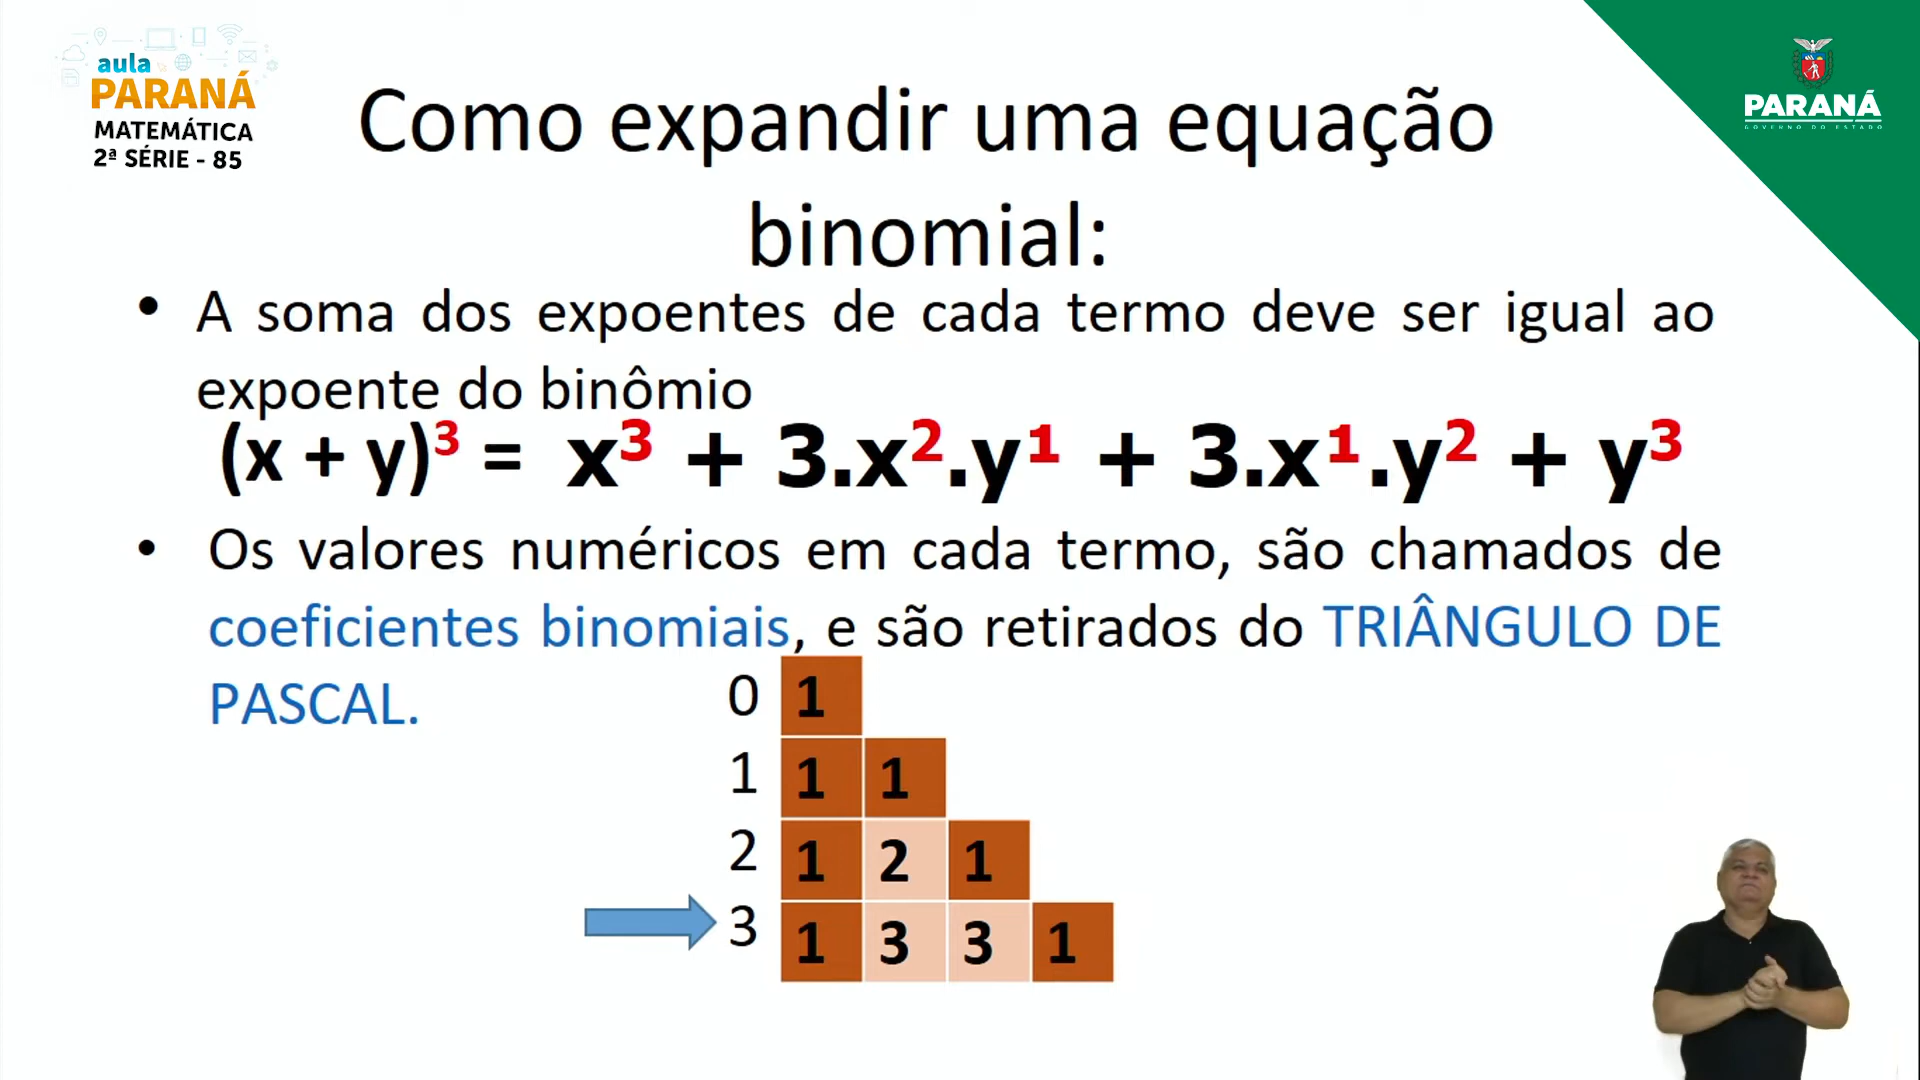 aula
PARANÁ
MATEMÁTICA
2ª SÉRIE - 85
PARANÁ
GOVERNO DO ESTADO
Como expandir uma equação
binomial:
• A soma dos expoentes de cada termo deve ser igual ao
expoente do binômio
(x + y)³ = x³ + 3.x².y¹ + 3.x¹.y² + y³
• Os valores numéricos em cada termo, são chamados de
coeficientes binomiais, e são retirados do TRIÂNGULO DE
PASCAL.
0 1
1 1 1
2 1 2 1
3 1 3 3 1